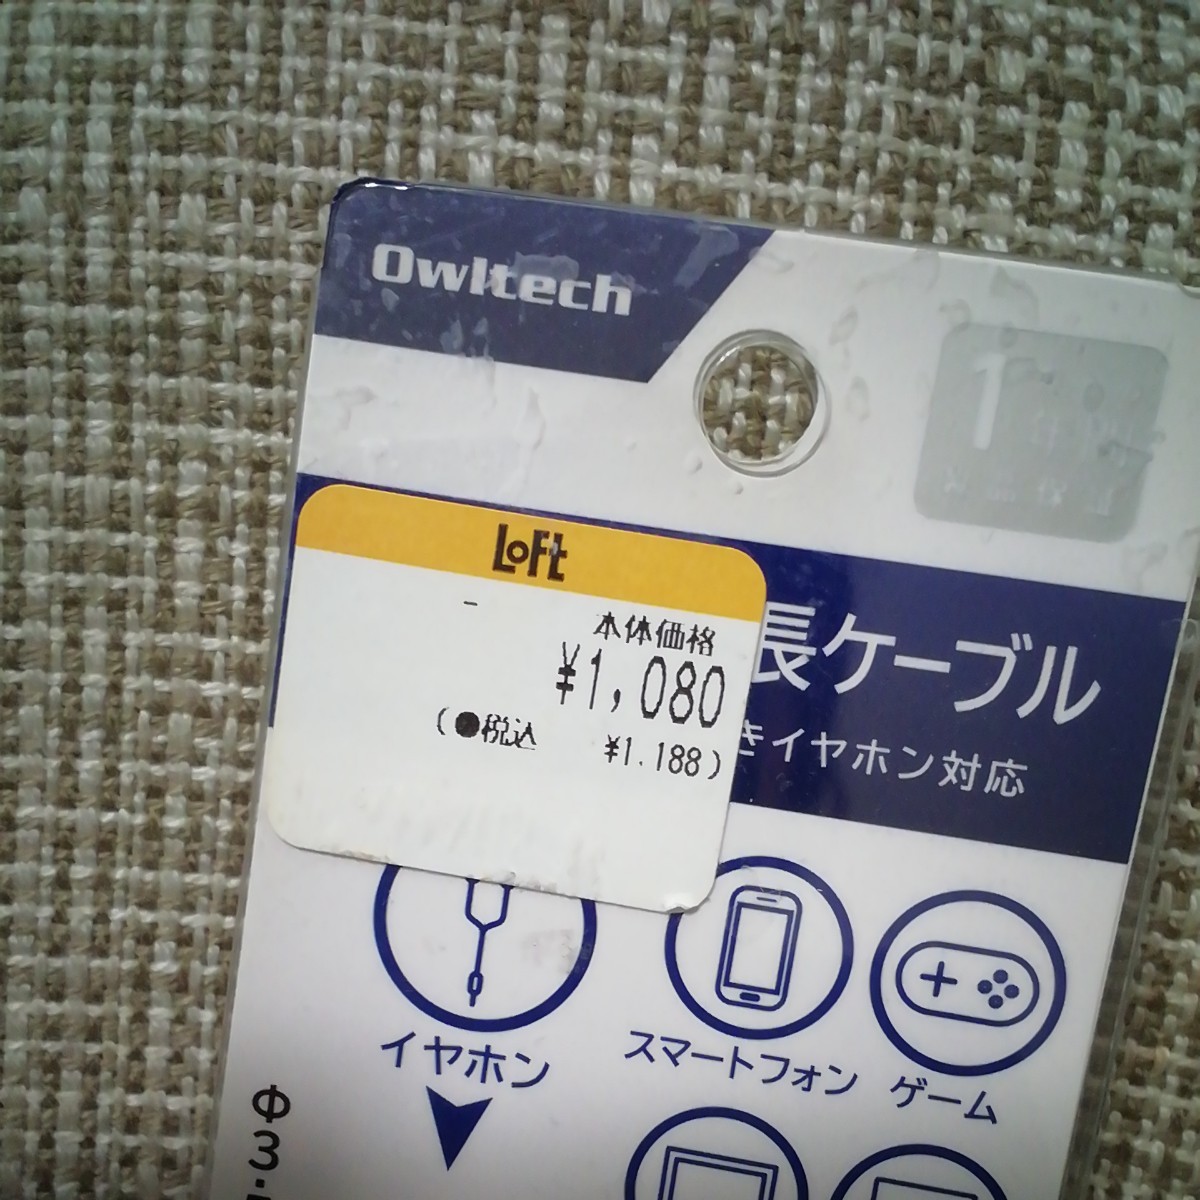 Owltech
1
Loft
本体価格
¥1,080
(●税込 ¥1.188)
長ケーブル
きイヤホン対応
イヤホン
スマートフォン
ゲーム
Φ3.